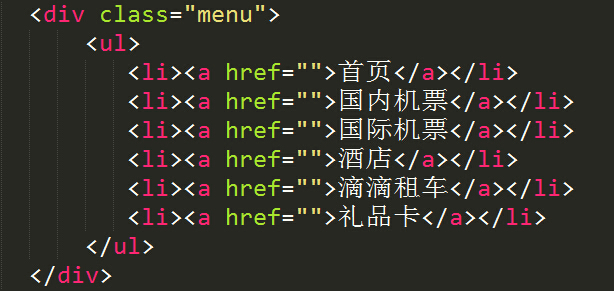 <div class="menu">
<ul>
<li><a href="">首页</a></li>
<li><a href="">国内机票</a></li>
<li><a href="">国际机票</a></li>
<li><a href="">酒店</a></li>
<li><a href="">滴滴租车</a></li>
<li><a href="">礼品卡</a></li>
</ul>
</div>